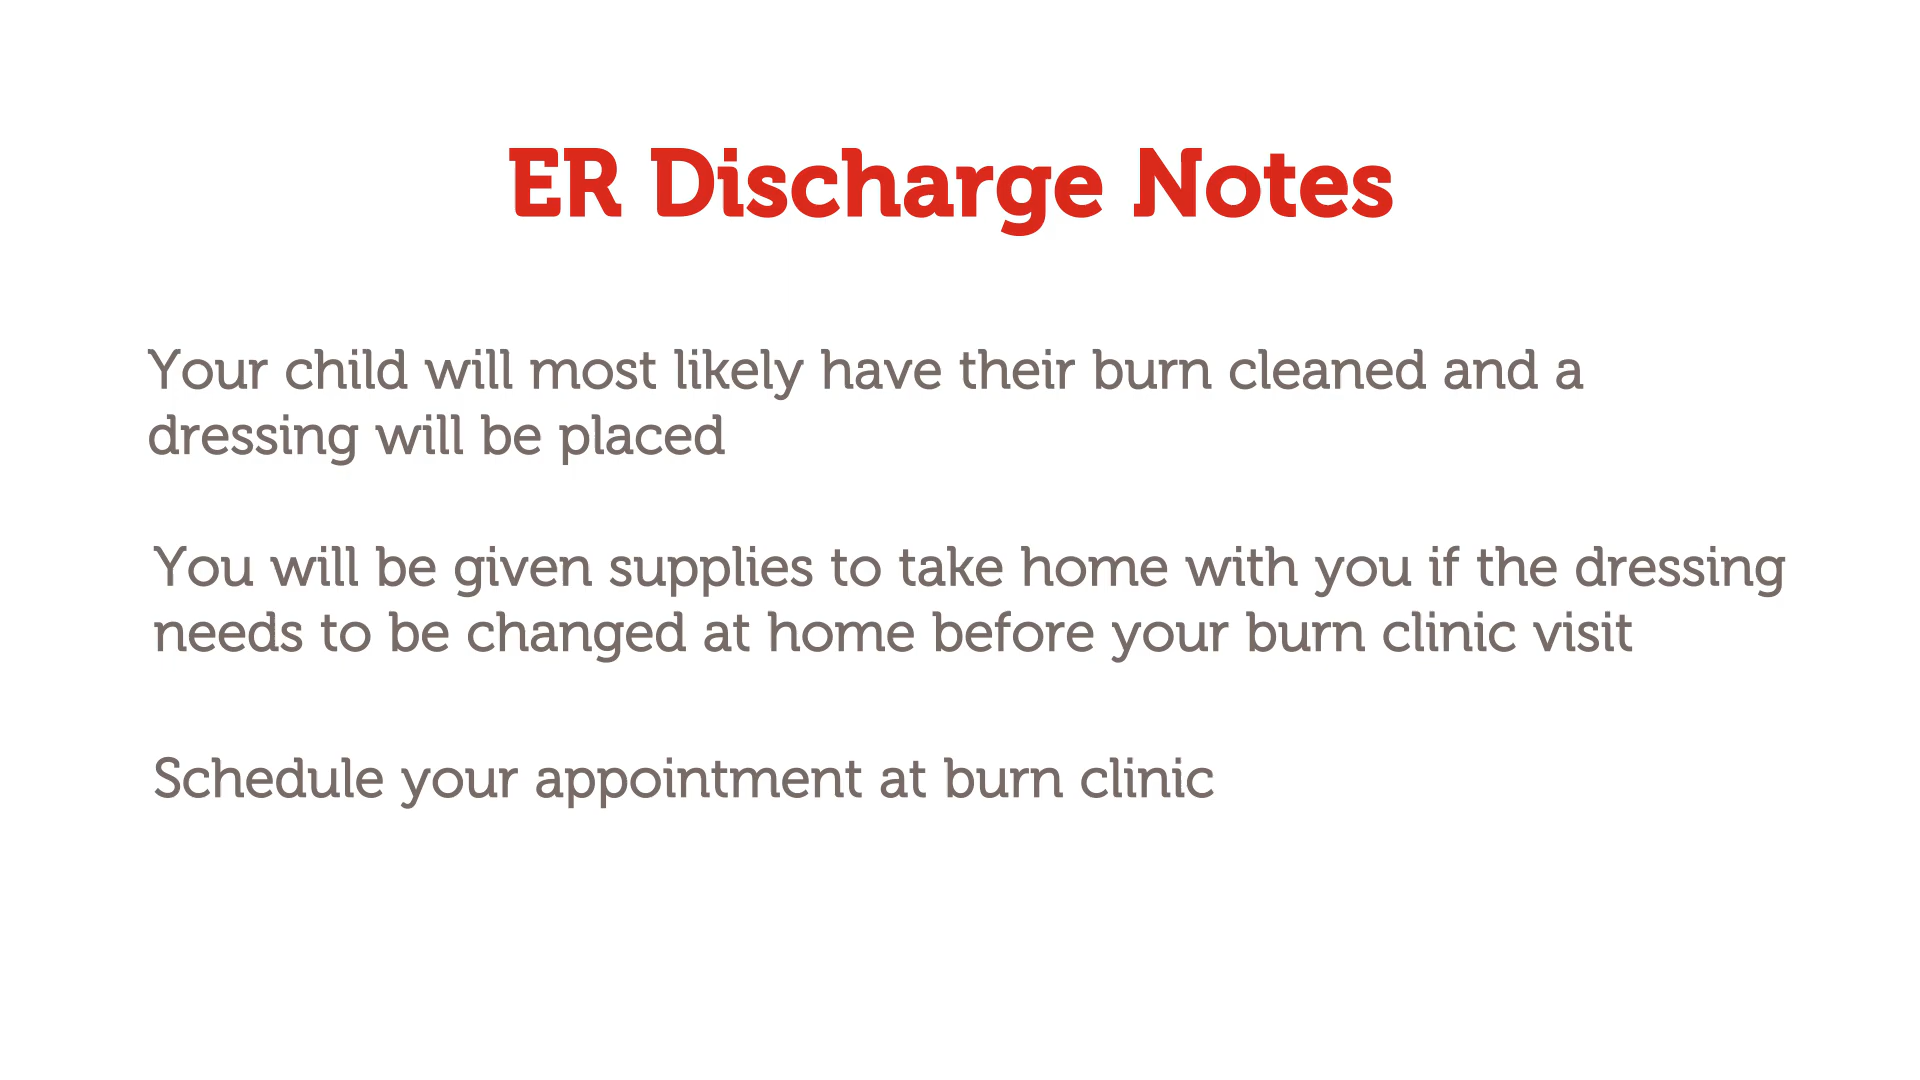 ER Discharge Notes
Your child will most likely have their burn cleaned and a
dressing will be placed
You will be given supplies to take home with you if the dressing
needs to be changed at home before your burn clinic visit
Schedule your appointment at burn clinic